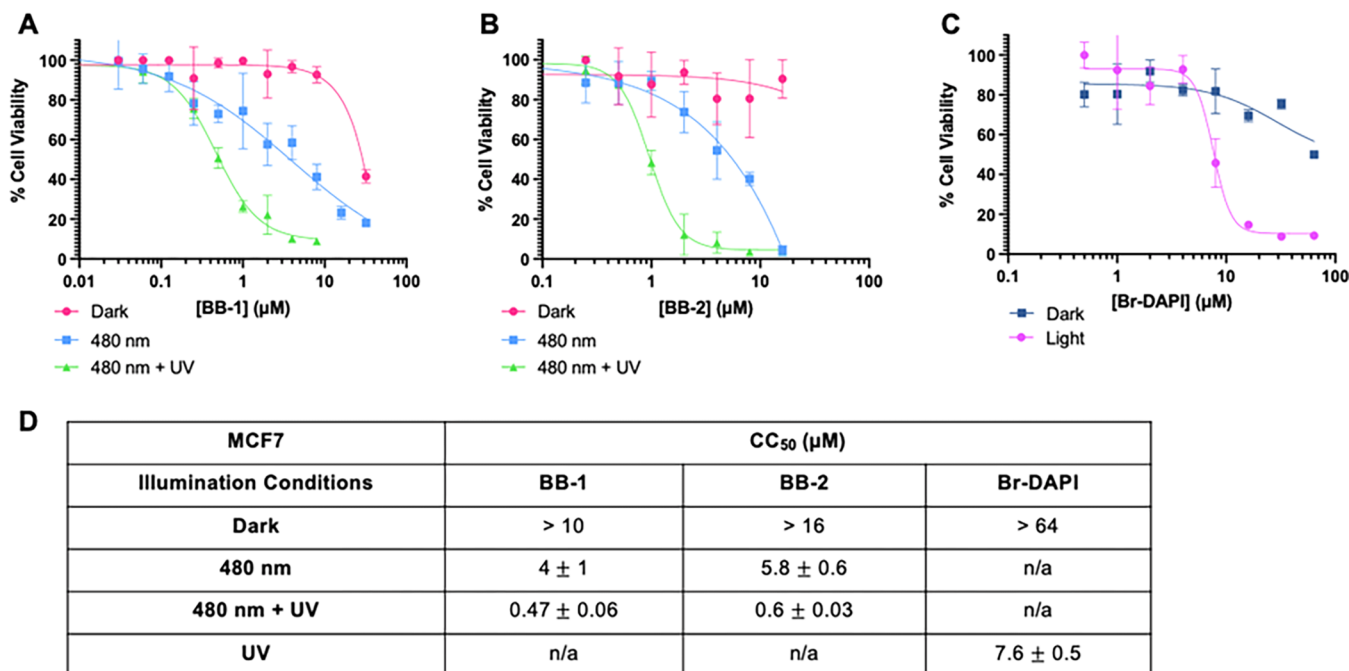 A
% Cell Viability
100
80
60
40
20
0
0.01 0.1 1 10 100
[BB-1] (µM)
Dark
480 nm
480 nm + UV
B
% Cell Viability
100
80
60
40
20
0
0.1 1 10 100
[BB-2] (µM)
Dark
480 nm
480 nm + UV
C
% Cell Viability
100
80
60
40
20
0
0.1 1 10 100
[Br-DAPI] (µM)
Dark
Light
D
MCF7 CC₅₀ (µM)
Illumination Conditions BB-1 BB-2 Br-DAPI
Dark > 10 > 16 > 64
480 nm 4 ± 1 5.8 ± 0.6 n/a
480 nm + UV 0.47 ± 0.06 0.6 ± 0.03 n/a
UV n/a n/a 7.6 ± 0.5